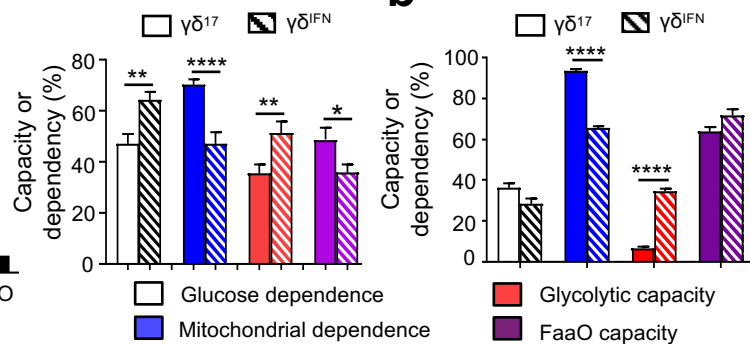 b
γδ17 γδIFN
Capacity or
dependency (%)
80
60
40
20
0
** **** ** *
γδ17 γδIFN
Capacity or
dependency (%)
100
80
60
40
20
0
**** ****
O
Glucose dependence
Mitochondrial dependence
Glycolytic capacity
FaaO capacity